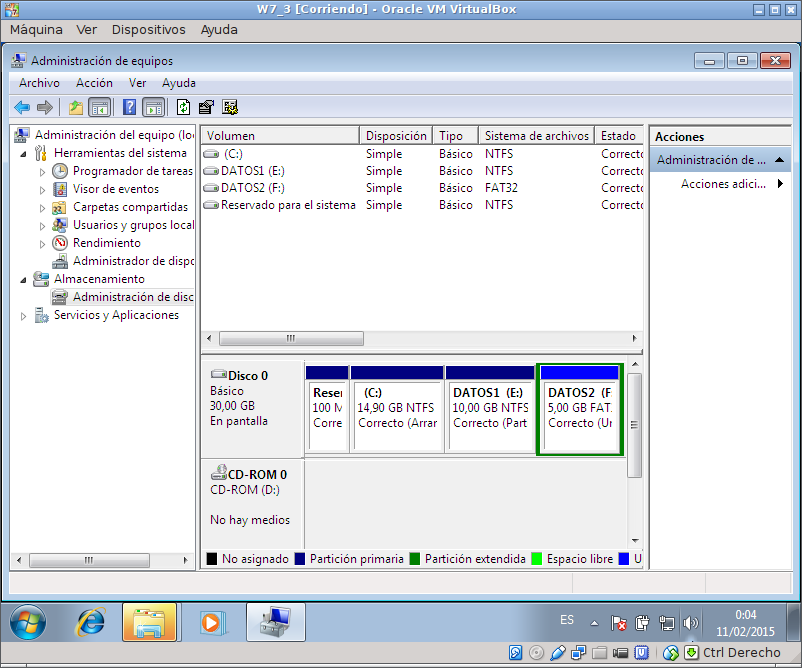 W7_3 [Corriendo] - Oracle VM VirtualBox
Máquina Ver Dispositivos Ayuda
Administración de equipos
Archivo Acción Ver Ayuda
Administración del equipo (loc
Herramientas del sistema
Programador de tareas
Visor de eventos
Carpetas compartidas
Usuarios y grupos local
Rendimiento
Administrador de dispo
Almacenamiento
Administración de disc
Servicios y Aplicaciones
Volumen Disposición Tipo Sistema de archivos Estado
(C:) Simple Básico NTFS Correcto
DATOS1 (E:) Simple Básico NTFS Correcto
DATOS2 (F:) Simple Básico FAT32 Correcto
Reservado para el sistema Simple Básico NTFS Correcto
Disco 0
Básico
30,00 GB
En pantalla
Reser
100 M
Corre
(C:)
14,90 GB NTFS
Correcto (Arran
DATOS1 (E:)
10,00 GB NTFS
Correcto (Part
DATOS2 (F
5,00 GB FAT.
Correcto (Un
CD-ROM 0
CD-ROM (D:)
No hay medios
No asignado Partición primaria Partición extendida Espacio libre U
Acciones
Administración de ...
Acciones adici...
ES
0:04
11/02/2015
Ctrl Derecho